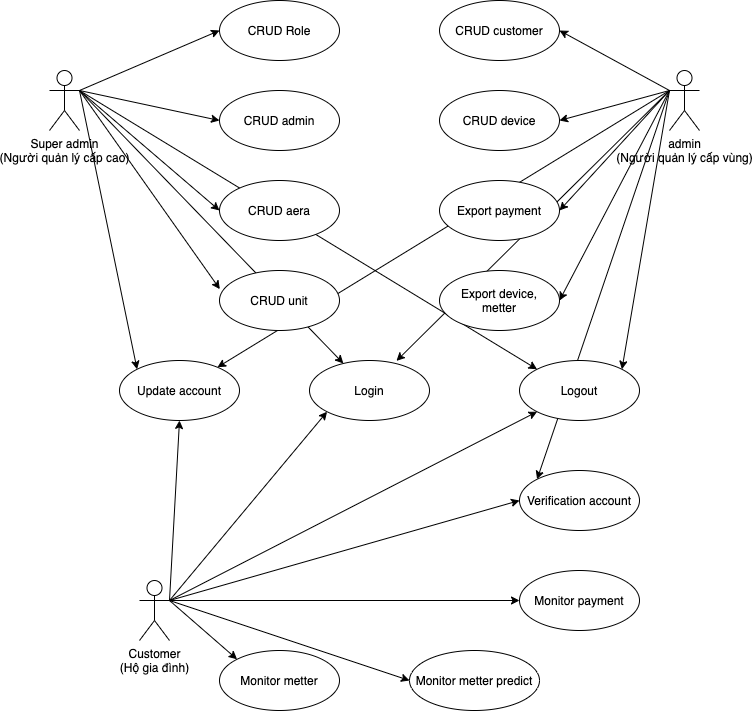 CRUD Role
CRUD customer
CRUD admin
CRUD device
Super admin
(Người quản lý cấp cao)
admin
(Người quản lý cấp vùng)
CRUD aera
Export payment
CRUD unit
Export device,
metter
Update account
Login
Logout
Verification account
Monitor payment
Customer
(Hộ gia đình)
Monitor metter
Monitor metter predict